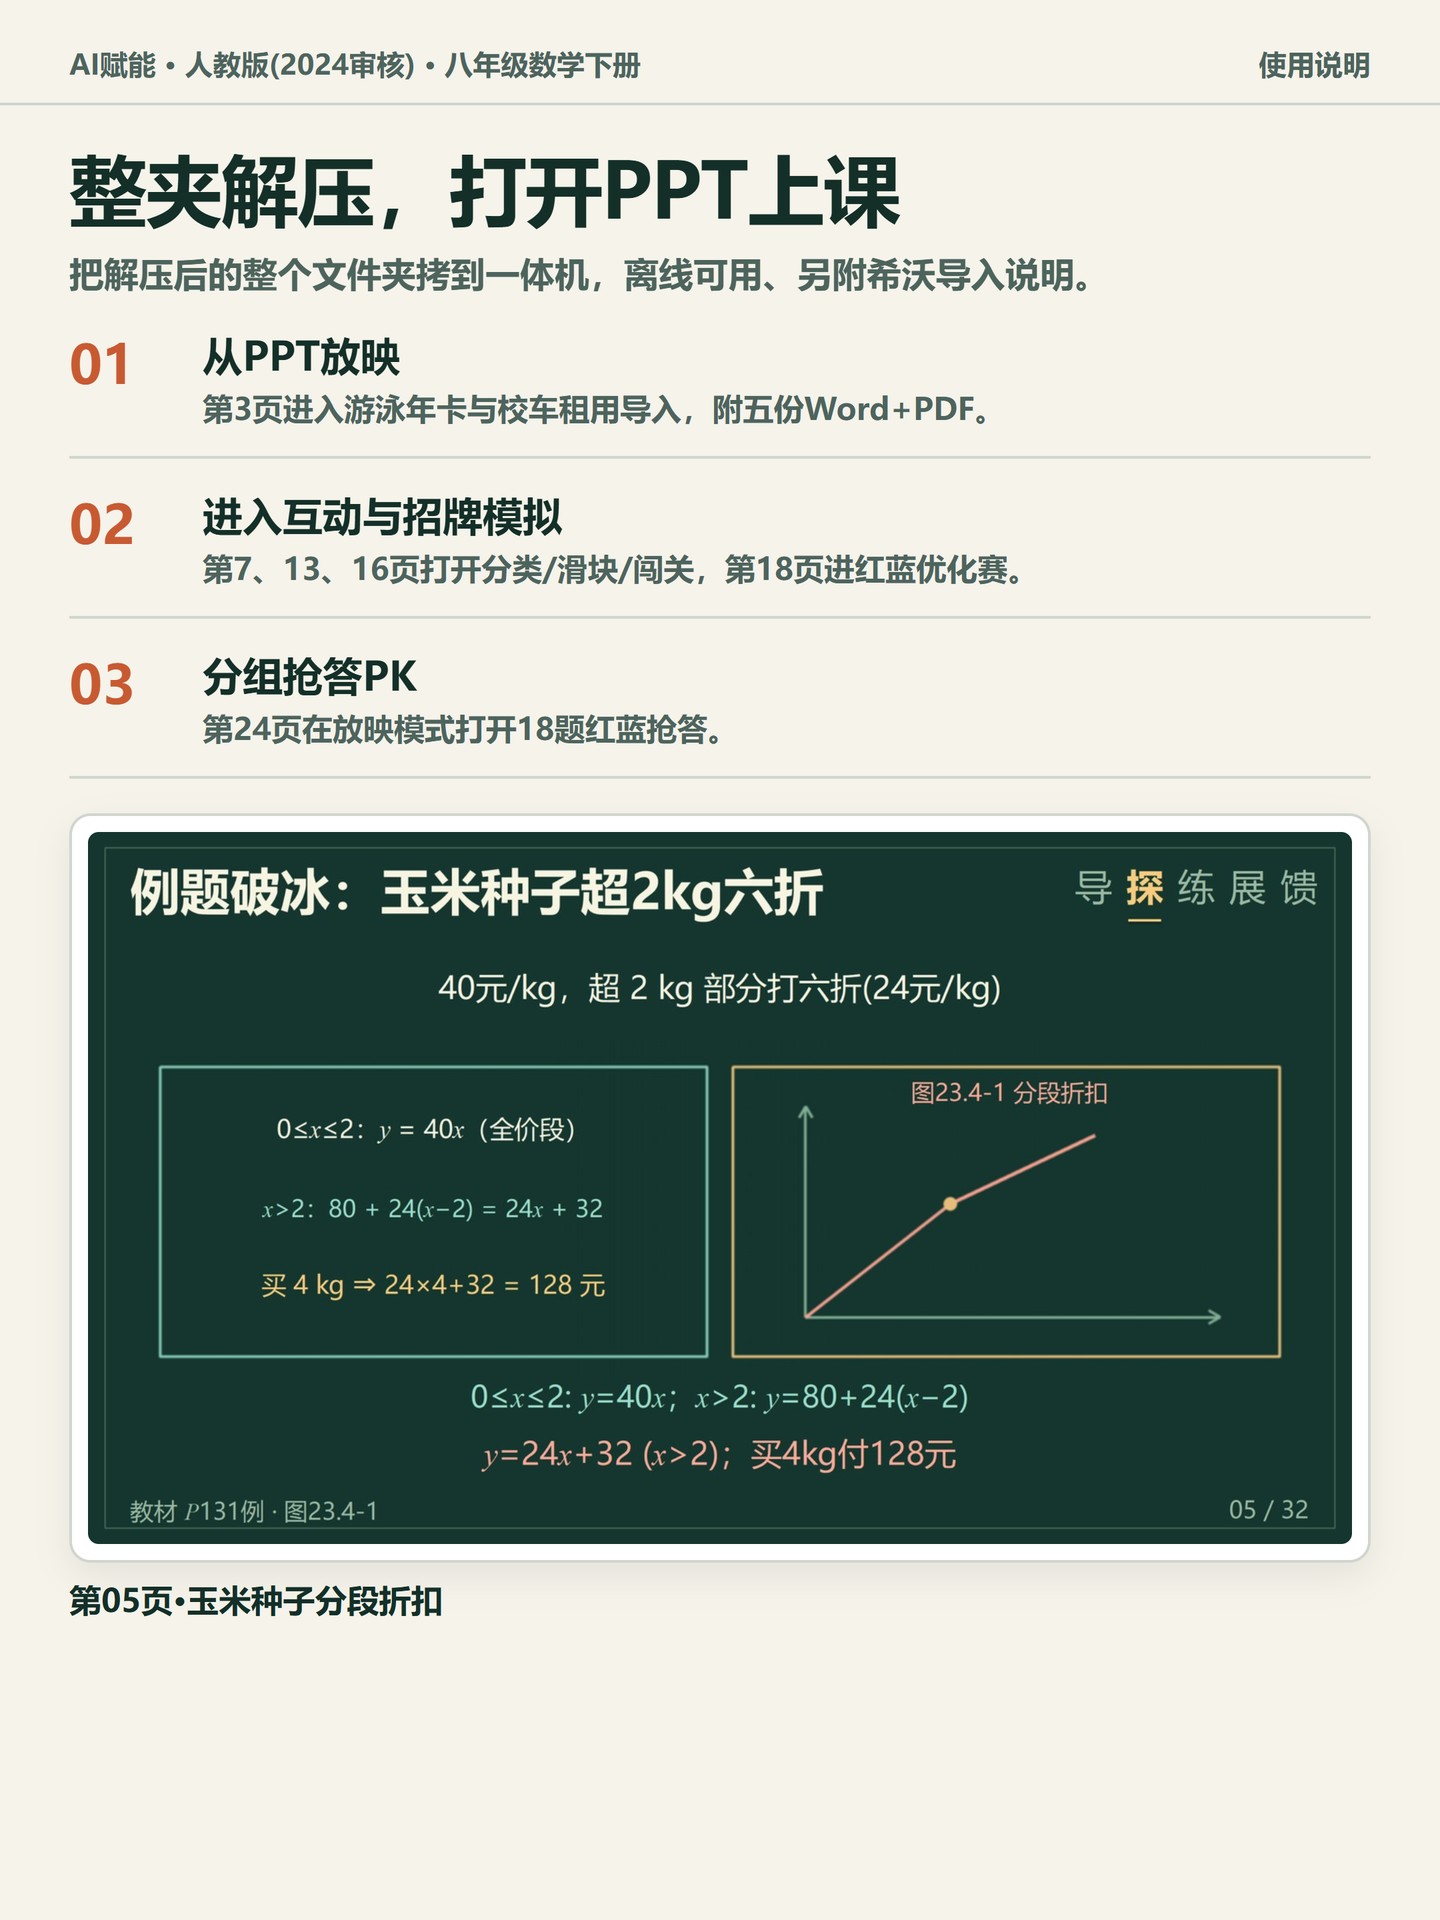 AI赋能 • 人教版(2024审核) • 八年级数学下册
使用说明
整夹解压，打开PPT上课
把解压后的整个文件夹拷到一体机，离线可用、另附希沃导入说明。
01
从PPT放映
第3页进入游泳年卡与校车租用导入，附五份Word+PDF。
02
进入互动与招牌模拟
第7、13、16页打开分类/滑块/闯关，第18页进红蓝优化赛。
03
分组抢答PK
第24页在放映模式打开18题红蓝抢答。
例题破冰：玉米种子超2kg六折
导 探 练 展 馈
40元/kg，超 2 kg 部分打六折(24元/kg)
0≤x≤2：y = 40x（全价段）
x>2：80 + 24(x−2) = 24x + 32
买 4 kg ⇒ 24×4+32 = 128 元
图23.4-1 分段折扣
0≤x≤2: y=40x；x>2: y=80+24(x−2)
y=24x+32 (x>2)；买4kg付128元
教材 P131例 · 图23.4-1
05 / 32
第05页•玉米种子分段折扣